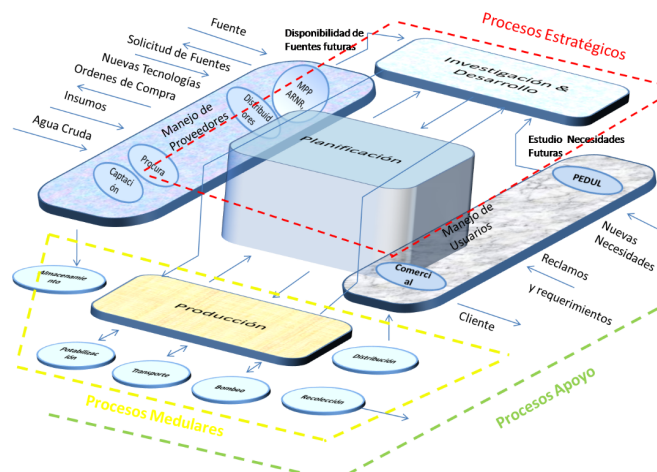 Fuente
Solicitud de Fuentes
Nuevas Tecnologías
Ordenes de Compra
Insumos
Agua Cruda
Disponibilidad de
Fuentes futuras
Procesos Estratégicos
MPP
ARNR,
Distribuid
ores
Manejo de
Proveedores
Procura
Captaci
ón
Investigación &
Desarrollo
Planificación
Estudio Necesidades
Futuras
PEDUL
Manejo de
Usuarios
Comerci
al
Nuevas
Necesidades
Reclamos
y requerimientos
Cliente
Almacenamie
nto
Producción
Potabilizac
ión
Transporte
Bombeo
Recolección
Distribución
Procesos Medulares
Procesos Apoyo